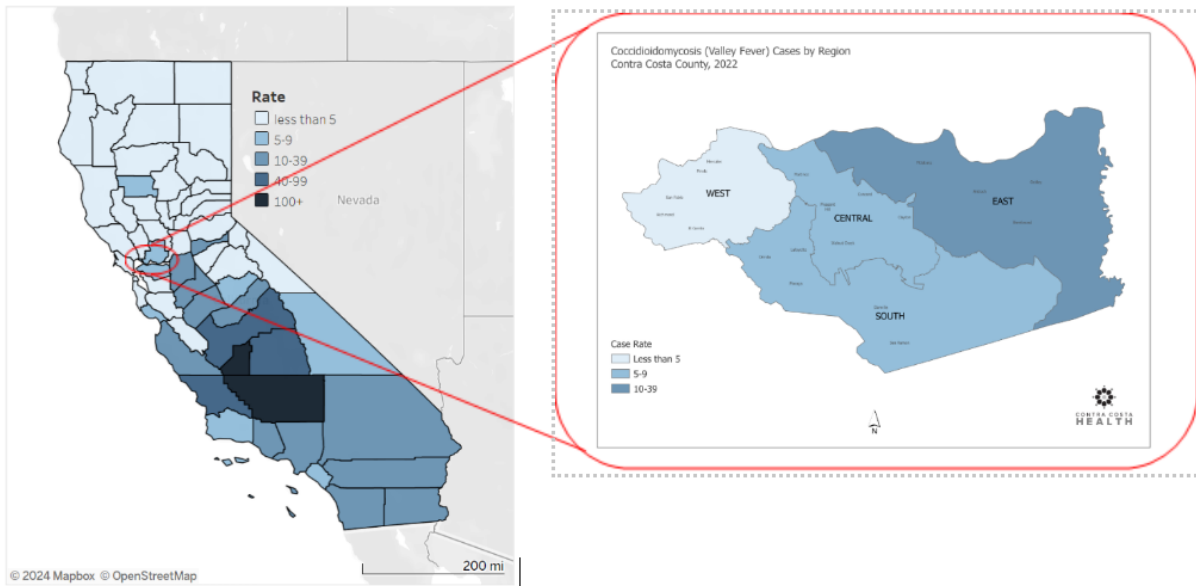 Rate
less than 5
5-9
10-39
40-99
100+
Nevada
© 2024 Mapbox © OpenStreetMap
200 mi
Coccidioidomycosis (Valley Fever) Cases by Region
Contra Costa County, 2022
WEST
CENTRAL
EAST
SOUTH
Case Rate
Less than 5
5-9
10-39
N
CONTRA COSTA
HEALTH